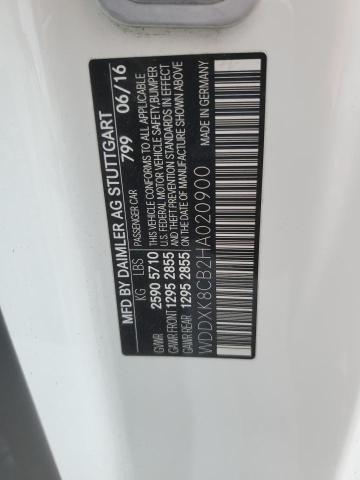 MFD BY DAIMLER AG STUTTGART
799 06/16
KG LBS PASSENGER CAR
GVWR 2590 5710 THIS VEHICLE CONFORMS TO ALL APPLICABLE
GAWR FRONT 1295 2855 FEDERAL MOTOR VEHICLE SAFETY, BUMPER,
GAWR REAR 1295 2855 AND THEFT PREVENTION STANDARDS IN EFFECT
ON THE DATE OF MANUFACTURE SHOWN ABOVE
WDDXK8CB2HA020900 MADE IN GERMANY